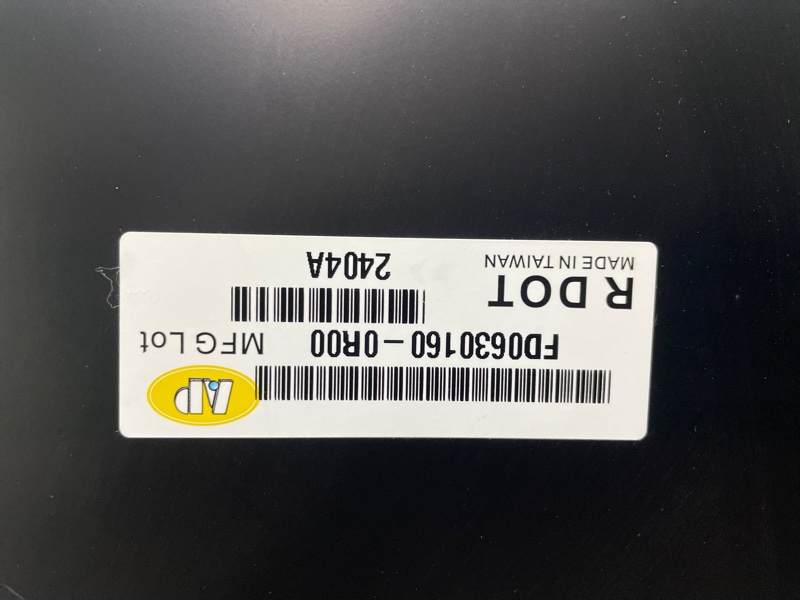 AP
FD0630160-0R00
MFG Lot
R DOT
2404A
MADE IN TAIWAN